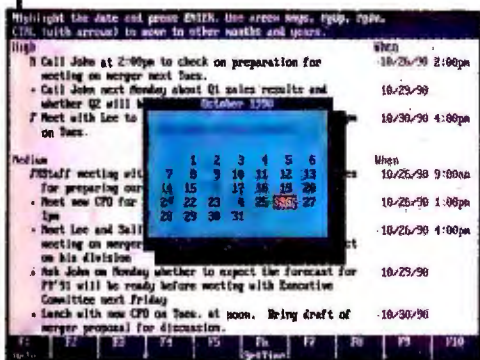 Highlight the date and press ENTER. Use arrow keys, PgUp, PgDn,
CTRL (with arrows) to move to other months and years.
High When
Call John at 2:00pm to check on preparation for 10/26/90 2:00pm
meeting on merger next Tues.
Call John next Monday about Q1 sales results and 10/29/90
whether Q2 will
October 1990
Meet with Lee to 10/30/90 4:00pm
on Tues.
1 2 3 4 5 6
Medium When
Staff meeting 10/26/90 9:00am
7 8 9 10 11 12 13
for preparing our
14 15 17 18 19 20
Meet new CPO for 10/26/90 1:00pm
21 22 23 25 27
1pm
28 29 30 31
Meet Lee and 10/26/90 4:00pm
meeting on merger
on his division
Ask John on Monday whether to expect the forecast for 10/29/90
FY'91 will be ready before meeting with Executive
Committee next Friday
Lunch with new CPO on Tues. at noon. Bring draft of 10/30/90
merger proposal for discussion.
F1 F2 F3 F4 F5 F6 F7 F8 F9 F10